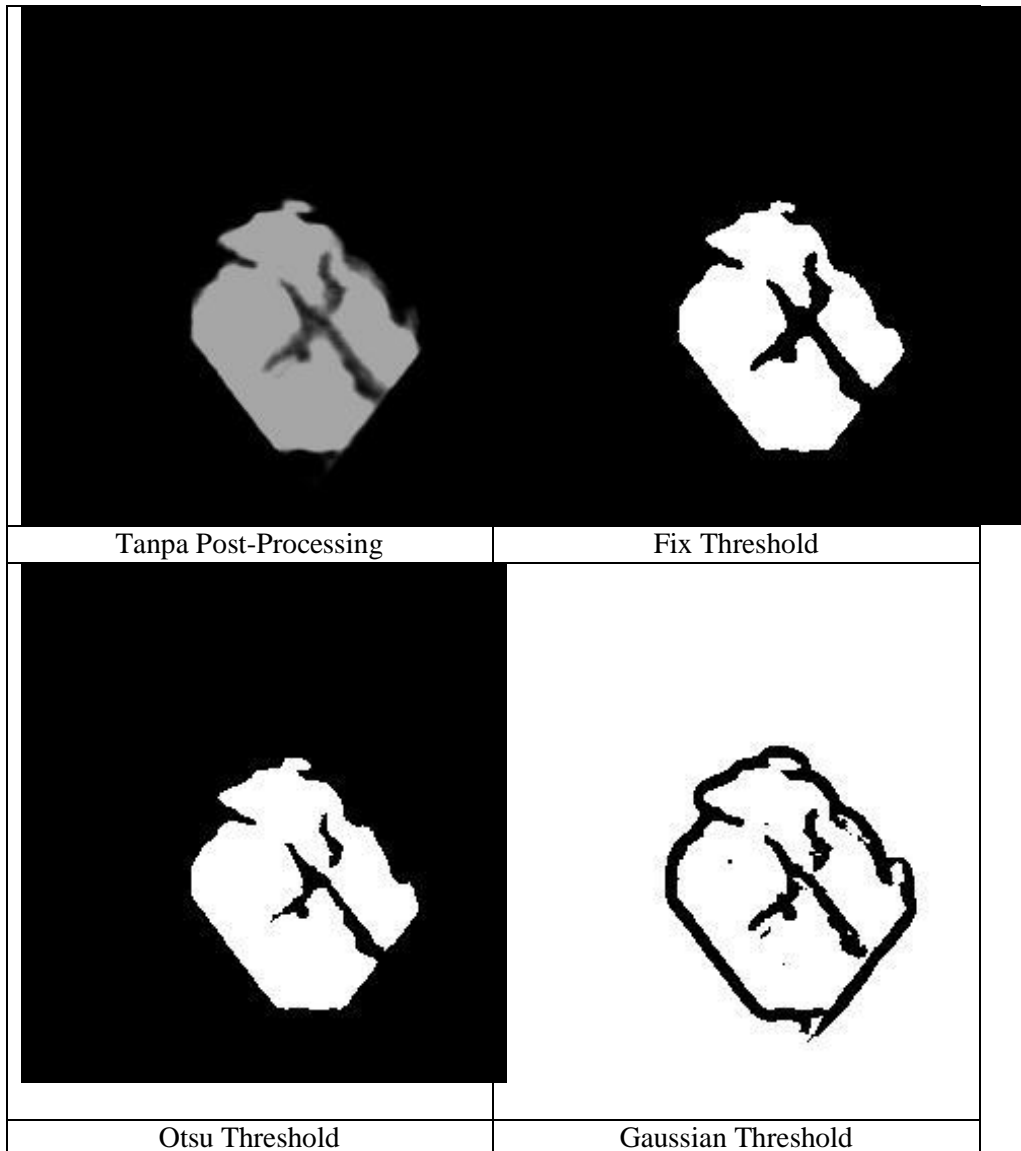 Tanpa Post-Processing
Fix Threshold
Otsu Threshold
Gaussian Threshold